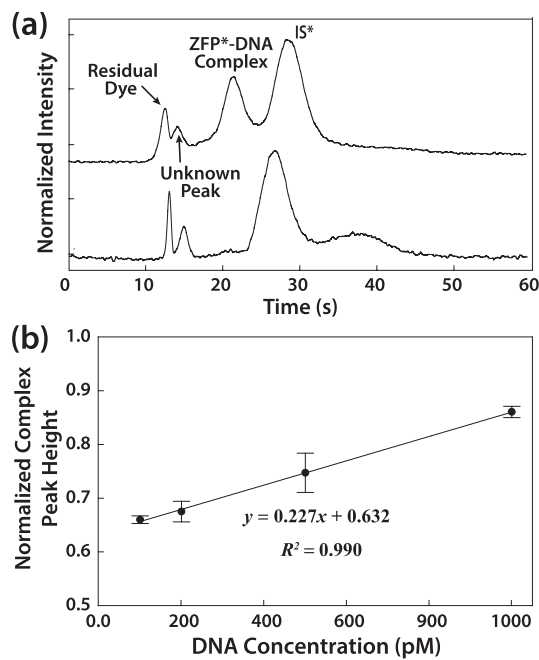 (a)
IS*
ZFP*-DNA
Complex
Residual
Dye
Unknown
Peak
Normalized Intensity
0 10 20 30 40 50 60
Time (s)
(b)
1.0
0.9
0.8
0.7
0.6
0.5
Normalized Complex
Peak Height
y = 0.227x + 0.632
R² = 0.990
0.0 200 400 600 900 1000
DNA Concentration (pM)